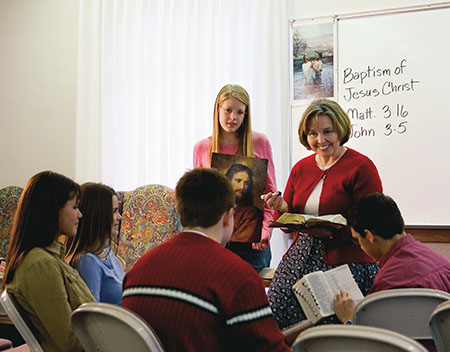 Baptism of
Jesus Christ
Matt. 3:16
John 3:5